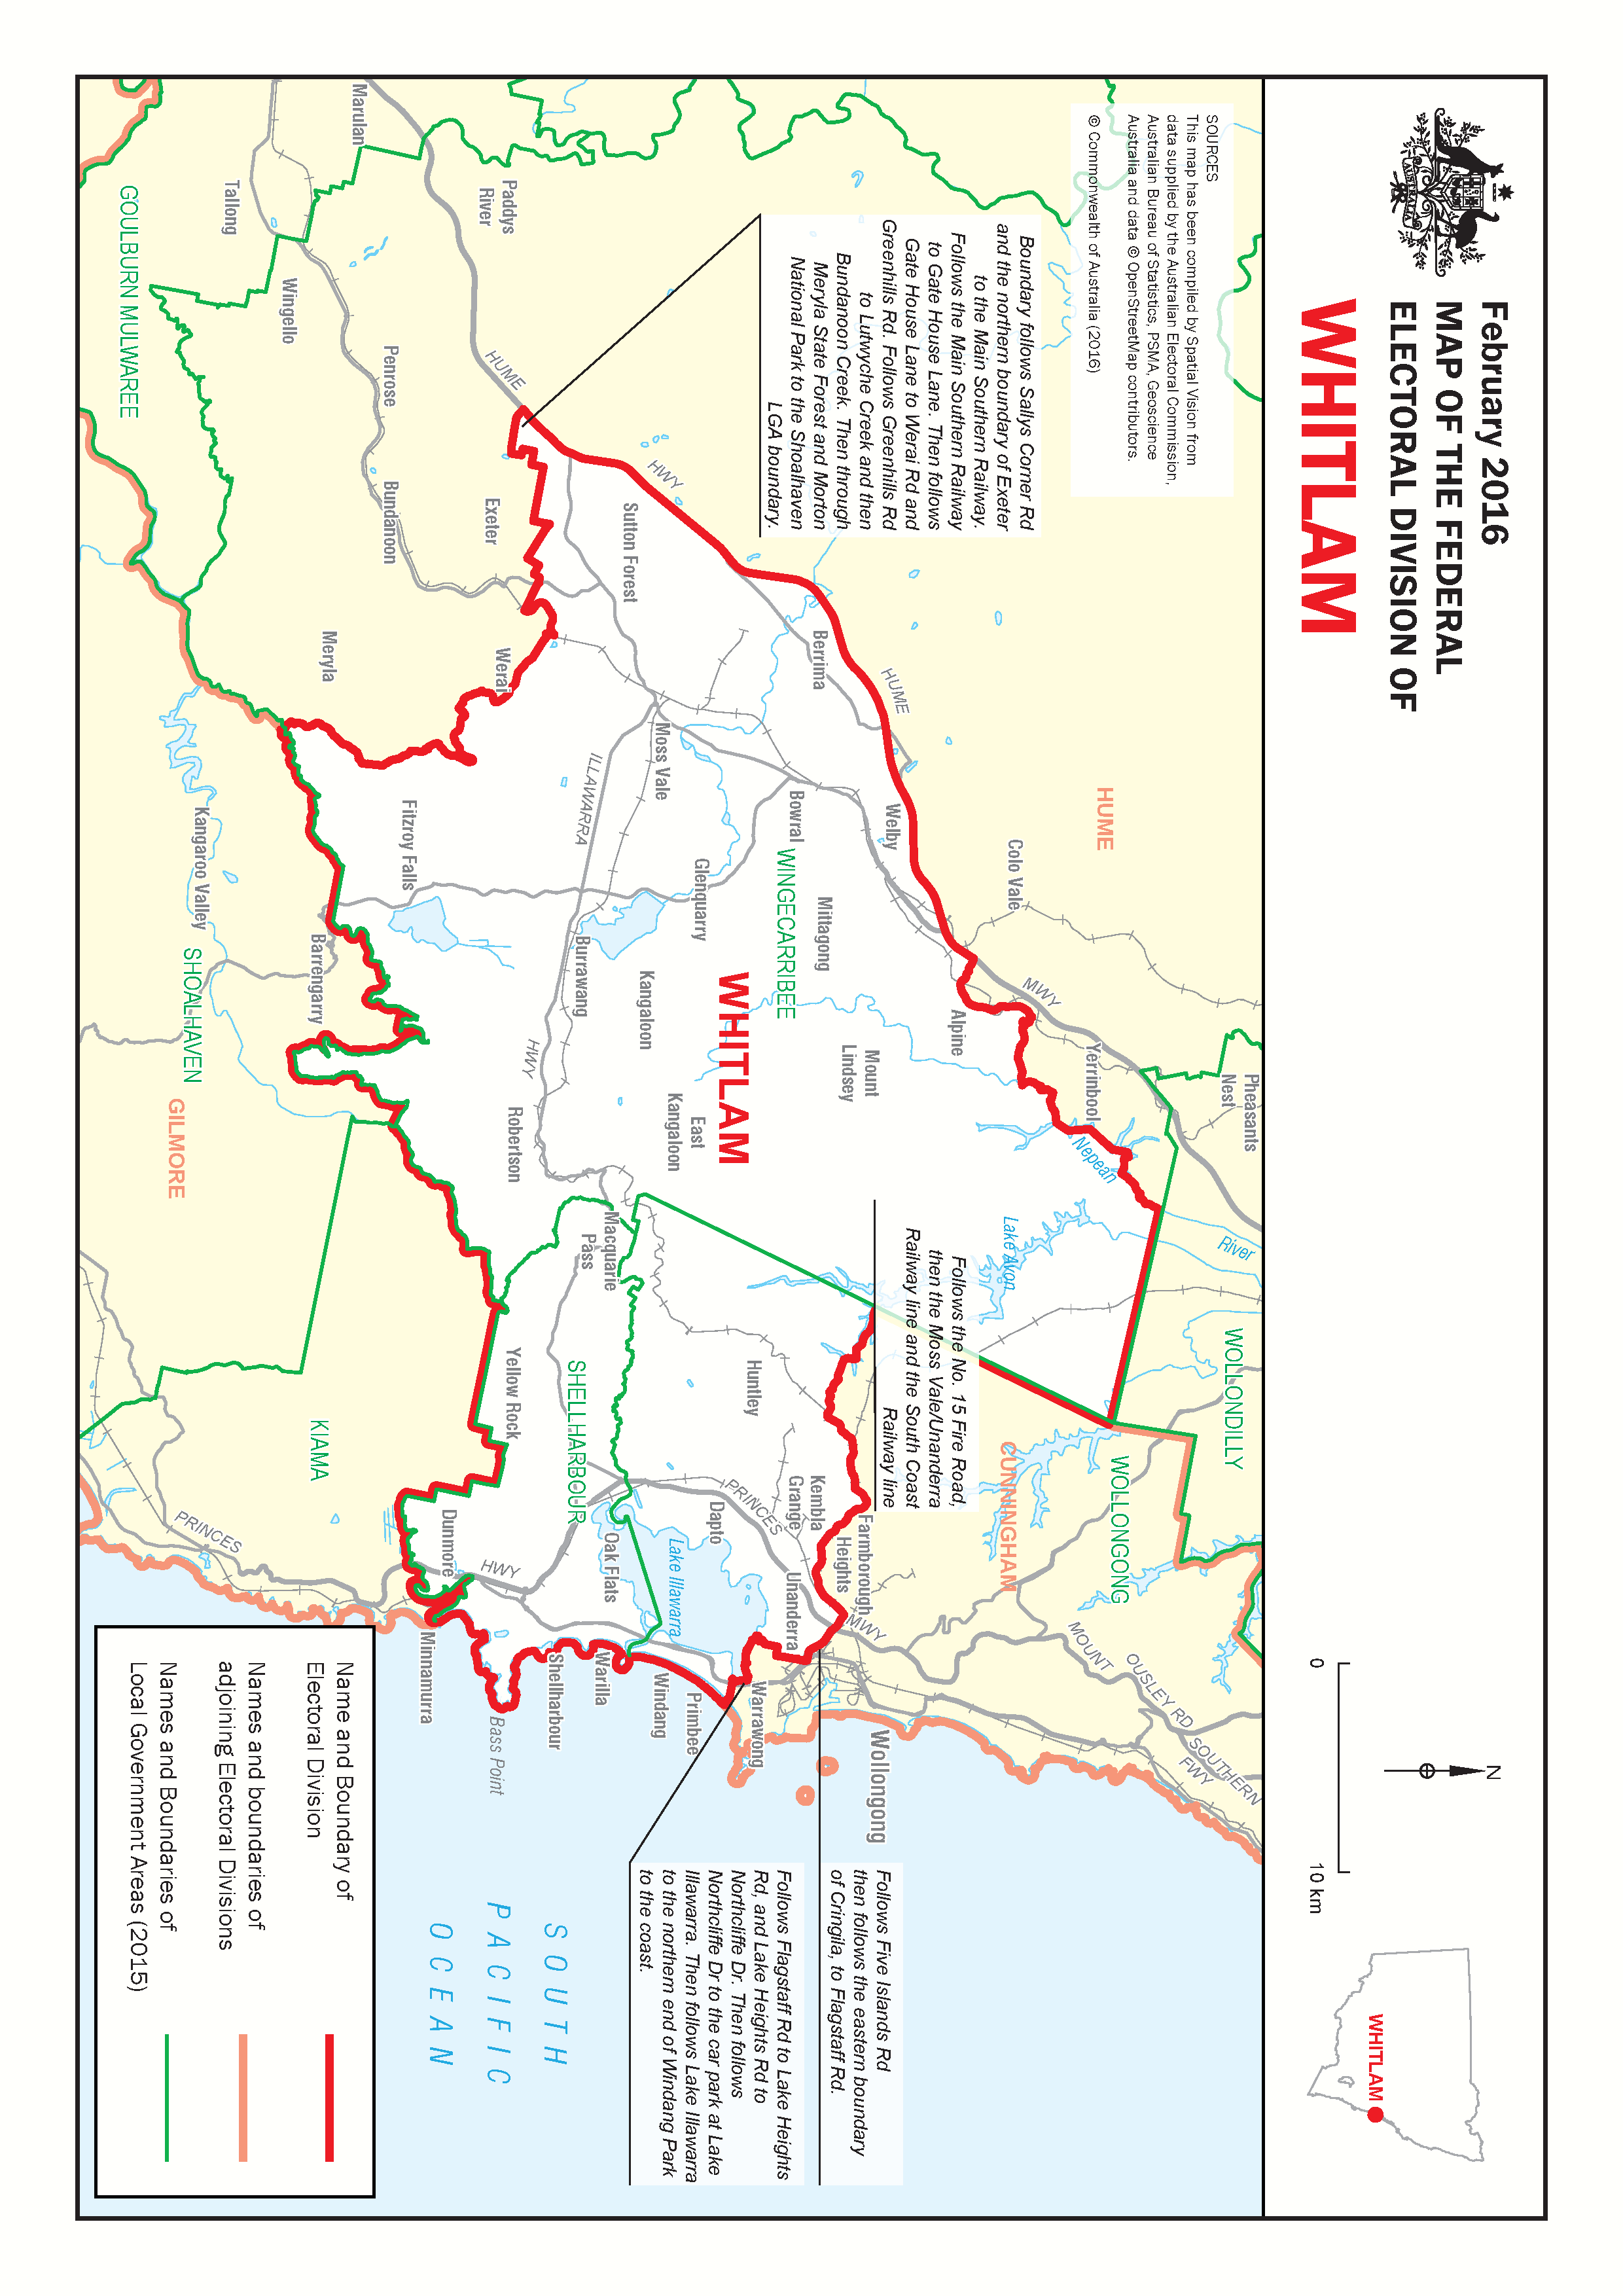 February 2016
MAP OF THE FEDERAL
ELECTORAL DIVISION OF
WHITLAM
AUSTRALIA
N
0
10 km
WHITLAM
SOURCES
This map has been compiled by Spatial Vision from
data supplied by the Australian Electoral Commission,
Australian Bureau of Statistics, PSMA, Geoscience
Australia and data © OpenStreetMap contributors.
© Commonwealth of Australia (2016)
Boundary follows Sallys Corner Rd
and the northern boundary of Exeter
to the Main Southern Railway.
Follows the Main Southern Railway
to Gate House Lane. Then follows
Gate House Lane to Werai Rd and
Greenhills Rd. Follows Greenhills Rd
to Lutwyche Creek and then
Bundanoon Creek. Then through
Meryla State Forest and Morton
National Park to the Shoalhaven
LGA boundary.
Follows the No. 15 Fire Road,
then the Moss Vale/Unanderra
Railway line and the South Coast
Railway line
Follows Five Islands Rd
then follows the eastern boundary
of Cringila, to Flagstaff Rd.
Follows Flagstaff Rd to Lake Heights
Rd, and Lake Heights Rd to
Northcliffe Dr. Then follows
Northcliffe Dr to the car park at Lake
Illawarra. Then follows Lake Illawarra
to the northern end of Windang Park
to the coast.
HUME
Colo Vale
Pheasants
Nest
WOLLONDILLY
River
Nepean
Yerrinbool
MWY
Alpine
Lake Avon
WOLLONGONG
CUNNINGHAM
MOUNT
OUSLEY RD
SOUTHERN
FWY
HUME
Berrima
Welby
Mittagong
Mount
Lindsey
Bowral
WINGECARRIBEE
WHITLAM
Farmborough
Heights
MWY
Wollongong
Kembla
Grange
Unanderra
Huntley
PRINCES
Dapto
Warrawong
Primbee
Windang
Lake Illawarra
HWY
Sutton Forest
Moss Vale
Glenquarry
Kangaloon
East
Kangaloon
ILLAWARRA
Burrawang
HWY
Robertson
Macquarie
Pass
SHELLHARBOUR
Oak Flats
Warilla
Shellharbour
Yellow Rock
HWY
Bass Point
Dunmore
Minnamurra
Marulan
Paddys
River
HUME
Exeter
Werai
Tallong
Wingello
Penrose
Bundanoon
Meryla
Fitzroy Falls
Barrengarry
Kangaroo Valley
SHOALHAVEN
GILMORE
GOULBURN MULWAREE
KIAMA
PRINCES
SOUTH
PACIFIC
OCEAN
Name and Boundary of
Electoral Division
Names and boundaries of
adjoining Electoral Divisions
Names and Boundaries of
Local Government Areas (2015)